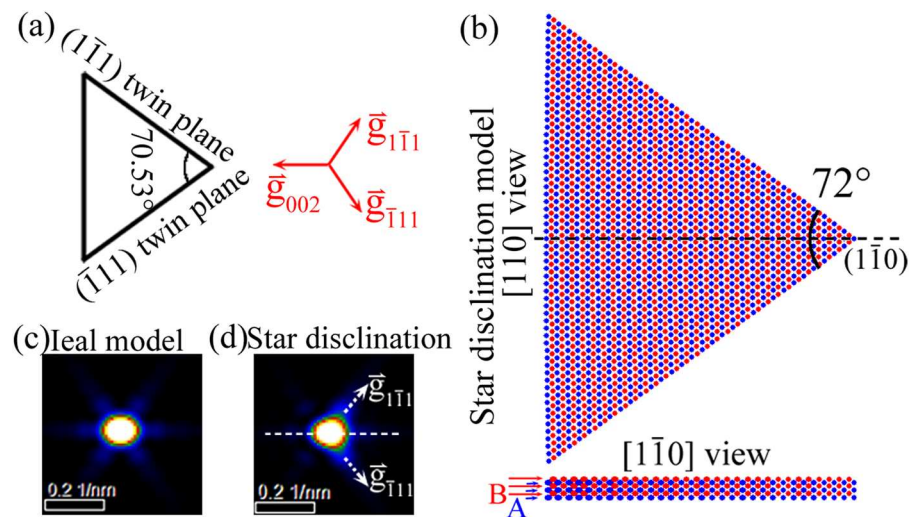 (a)
(11̄1) twin plane
70.53°
(1̄11) twin plane
g⃗11̄1
g⃗002
g⃗1̄11
(b)
Star disclination model
[110] view
72°
(11̄0)
(c) Ieal model
0.2 1/nm
(d) Star disclination
g⃗11̄1
g⃗1̄11
0.2 1/nm
[11̄0] view
B
A